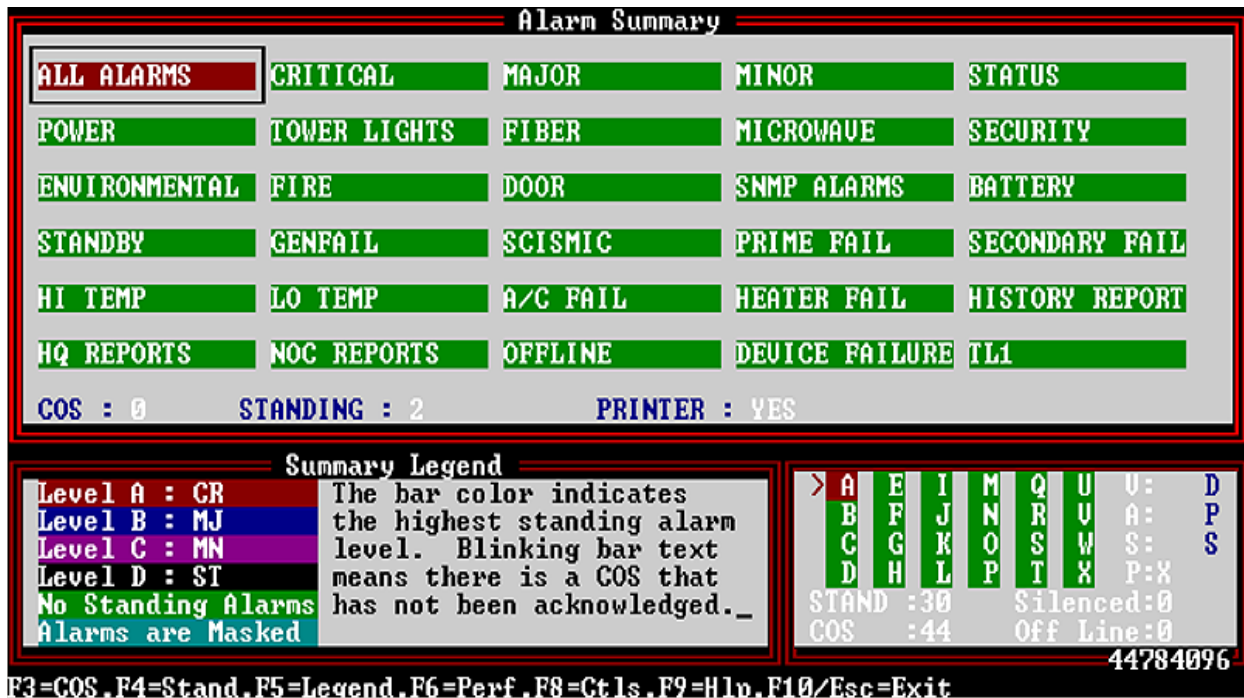 Alarm Summary
ALL ALARMS CRITICAL MAJOR MINOR STATUS
POWER TOWER LIGHTS FIBER MICROWAVE SECURITY
ENVIRONMENTAL FIRE DOOR SNMP ALARMS BATTERY
STANDBY GENFAIL SCISMIC PRIME FAIL SECONDARY FAIL
HI TEMP LO TEMP A/C FAIL HEATER FAIL HISTORY REPORT
HQ REPORTS NOC REPORTS OFFLINE DEVICE FAILURE TL1
COS : 0 STANDING : 2 PRINTER : YES
Summary Legend
Level A : CR
Level B : MJ
Level C : MN
Level D : ST
No Standing Alarms
Alarms are Masked
The bar color indicates
the highest standing alarm
level. Blinking bar text
means there is a COS that
has not been acknowledged._
> A E I M Q U V: D
B F J N R V A: P
C G K O S W S: S
D H L P T X P:X
STAND :30 Silenced:0
COS :44 Off Line:0
44784096
F3=COS,F4=Stand,F5=Legend,F6=Perf,F8=Ctls,F9=Hlp,F10/Esc=Exit